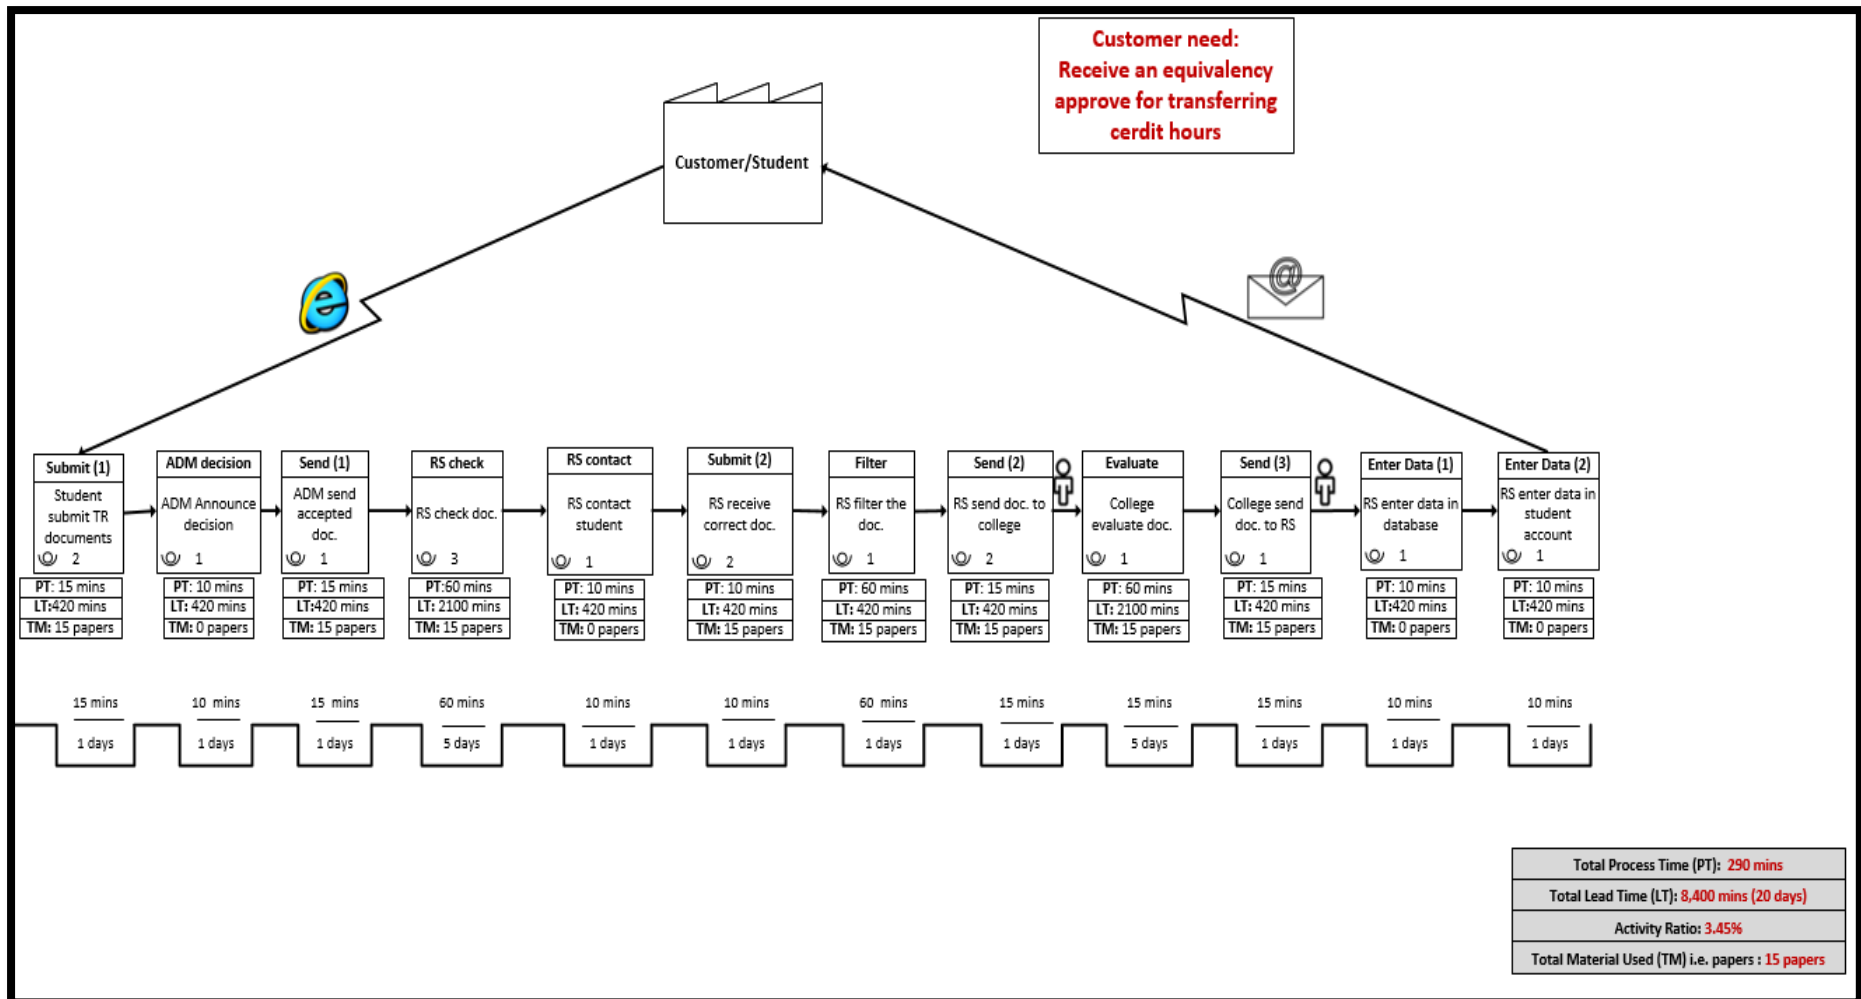 Customer need:
Receive an equivalency
approve for transferring
cerdit hours
Customer/Student
@
Submit (1)
Student
submit TR
documents
2
PT: 15 mins
LT:420 mins
TM: 15 papers
ADM decision
ADM Announce
decision
1
PT: 10 mins
LT: 420 mins
TM: 0 papers
Send (1)
ADM send
accepted
doc.
1
PT: 15 mins
LT:420 mins
TM: 15 papers
RS check
RS check doc.
3
PT:60 mins
LT: 2100 mins
TM: 15 papers
RS contact
RS contact
student
1
PT: 10 mins
LT: 420 mins
TM: 0 papers
Submit (2)
RS receive
correct doc.
2
PT: 10 mins
LT: 420 mins
TM: 15 papers
Filter
RS filter the
doc.
1
PT: 60 mins
LT: 420 mins
TM: 15 papers
Send (2)
RS send doc. to
college
2
PT: 15 mins
LT: 420 mins
TM: 15 papers
Evaluate
College
evaluate doc.
1
PT: 60 mins
LT: 2100 mins
TM: 15 papers
Send (3)
College send
doc. to RS
1
PT: 15 mins
LT: 420 mins
TM: 15 papers
Enter Data (1)
RS enter data in
database
1
PT: 10 mins
LT:420 mins
TM: 0 papers
Enter Data (2)
RS enter data in
student
account
1
PT: 10 mins
LT:420 mins
TM: 0 papers
15 mins
1 days
10 mins
1 days
15 mins
1 days
60 mins
5 days
10 mins
1 days
10 mins
1 days
60 mins
1 days
15 mins
1 days
15 mins
5 days
15 mins
1 days
10 mins
1 days
10 mins
1 days
Total Process Time (PT): 290 mins
Total Lead Time (LT): 8,400 mins (20 days)
Activity Ratio: 3.45%
Total Material Used (TM) i.e. papers : 15 papers